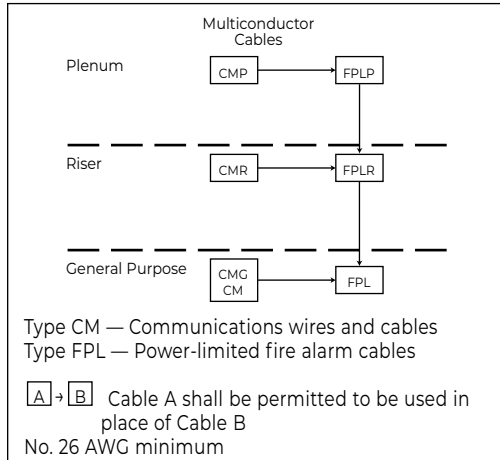 Multiconductor
Cables
Plenum
CMP
FPLP
Riser
CMR
FPLR
General Purpose
CMG
CM
FPL
Type CM — Communications wires and cables
Type FPL — Power-limited fire alarm cables
A → B Cable A shall be permitted to be used in
place of Cable B
No. 26 AWG minimum